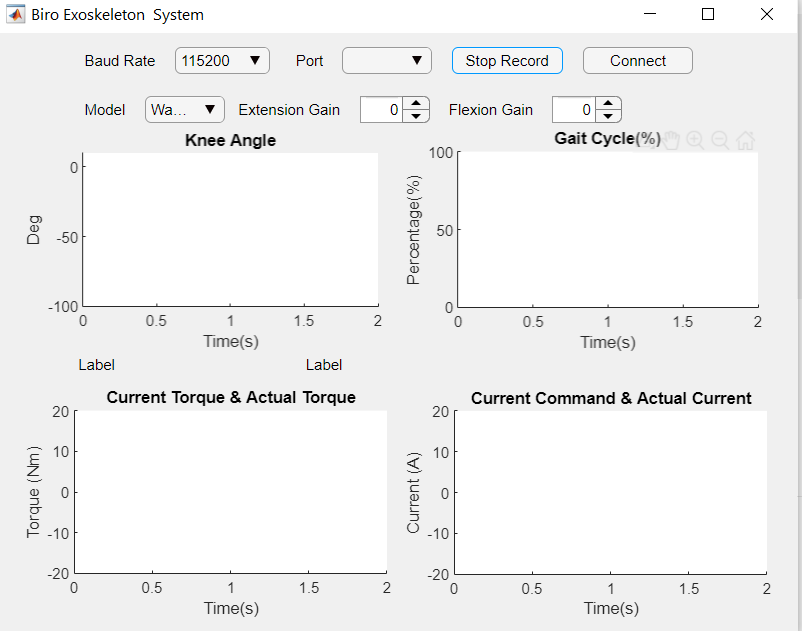 Biro Exoskeleton  System
Baud Rate 115200 Port Stop Record Connect
Model Wa... Extension Gain 0 Flexion Gain 0
Knee Angle
0
-50
-100
Deg
0 0.5 1 1.5 2
Time(s)
Gait Cycle(%)
100
50
0
Percentage(%)
0 0.5 1 1.5 2
Time(s)
Label Label
Current Torque & Actual Torque
20
10
0
-10
-20
Torque (Nm)
0 0.5 1 1.5 2
Time(s)
Current Command & Actual Current
20
10
0
-10
-20
Current (A)
0 0.5 1 1.5 2
Time(s)